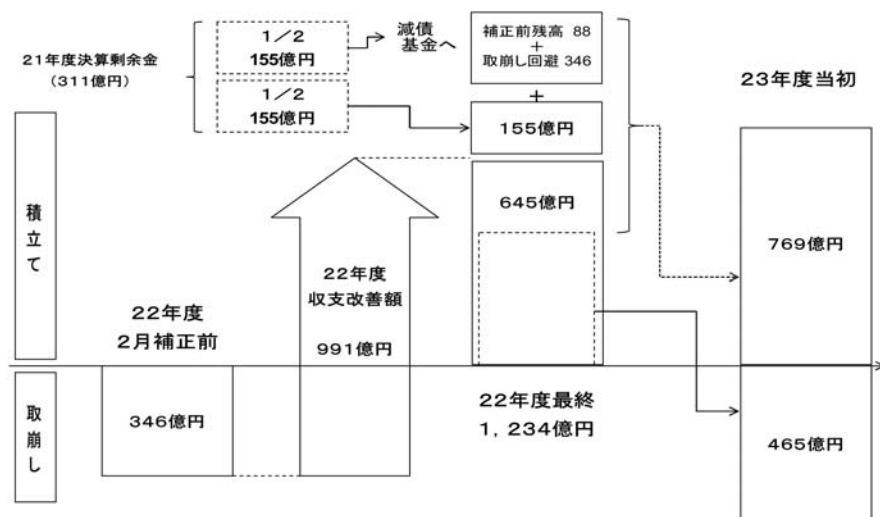 21年度決算剰余金
（311億円）
1／2
155億円
減債
基金へ
1／2
155億円
補正前残高 88
＋
取崩し回避 346
＋
155億円
23年度当初
積立て
645億円
769億円
22年度
収支改善額
991億円
22年度
2月補正前
取崩し
346億円
22年度最終
1，234億円
465億円